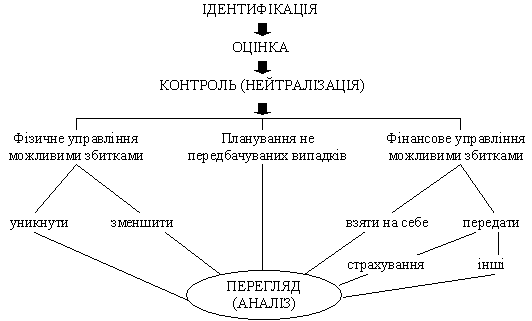 ІДЕНТИФІКАЦІЯ
ОЦІНКА
КОНТРОЛЬ (НЕЙТРАЛІЗАЦІЯ)
Фізичне управління
можливими збитками
Планування не
передбачуваних випадків
Фінансове управління
можливими збитками
уникнути
зменшити
взяти на себе
передати
страхування
інші
ПЕРЕГЛЯД
(АНАЛІЗ)